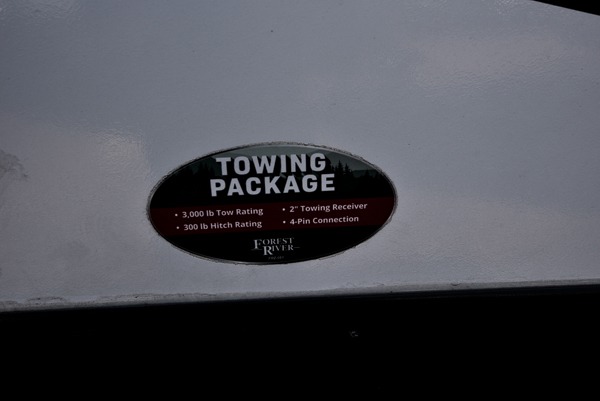 TOWING
PACKAGE
• 3,000 lb Tow Rating
• 300 lb Hitch Rating
• 2" Towing Receiver
• 4-Pin Connection
FOREST
RIVER